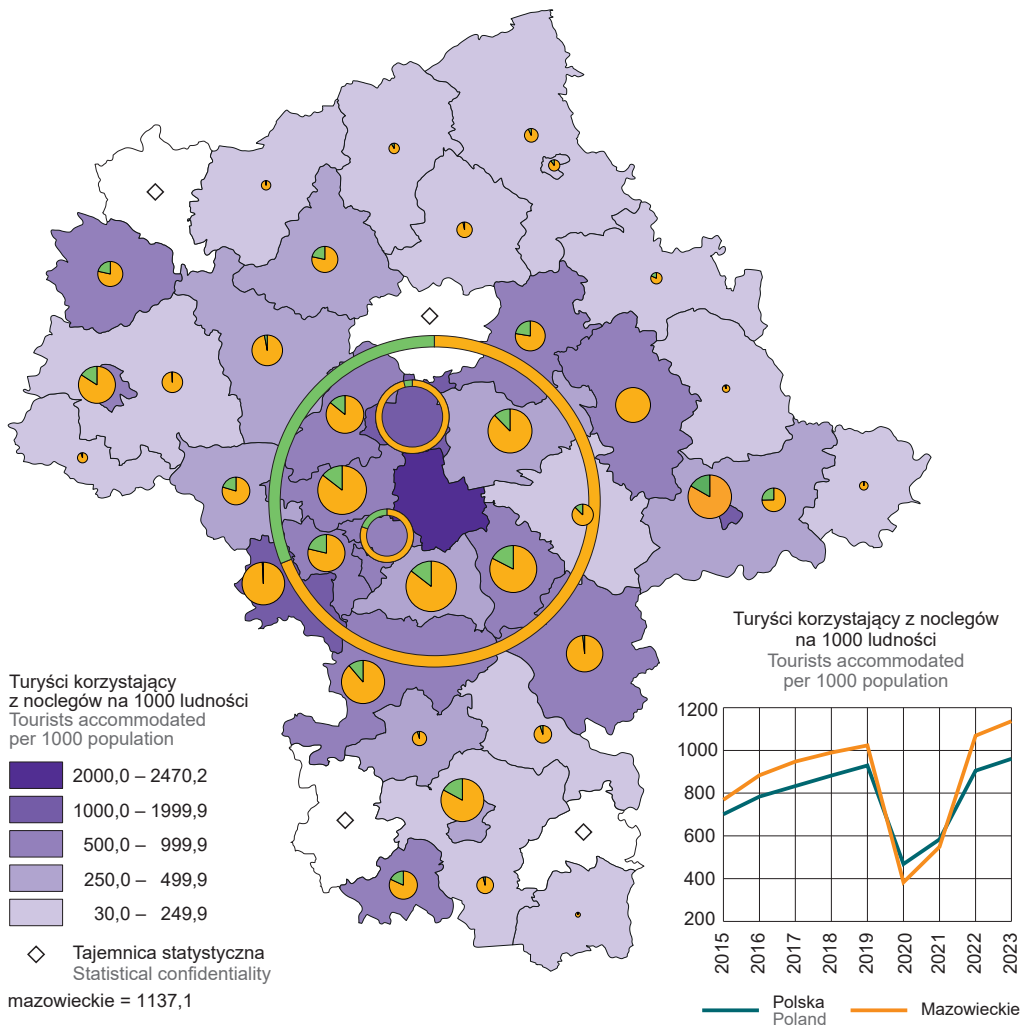 Turyści korzystający
z noclegów na 1000 ludności
Tourists accommodated
per 1000 population
2000,0 – 2470,2
1000,0 – 1999,9
500,0 – 999,9
250,0 – 499,9
30,0 – 249,9
Tajemnica statystyczna
Statistical confidentiality
mazowieckie = 1137,1
Turyści korzystający z noclegów
na 1000 ludności
Tourists accommodated
per 1000 population
1200
1000
800
600
400
200
2015 2016 2017 2018 2019 2020 2021 2022 2023
Polska
Poland
Mazowieckie